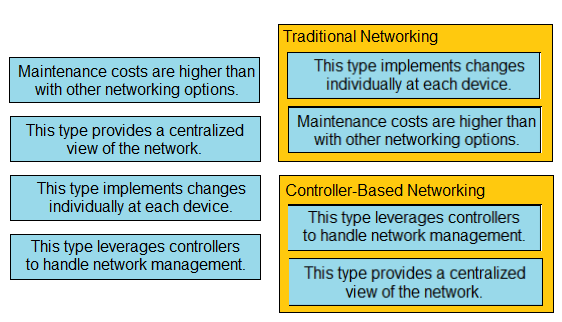 Maintenance costs are higher than
with other networking options.
This type provides a centralized
view of the network.
This type implements changes
individually at each device.
This type leverages controllers
to handle network management.
Traditional Networking
This type implements changes
individually at each device.
Maintenance costs are higher than
with other networking options.
Controller-Based Networking
This type leverages controllers
to handle network management.
This type provides a centralized
view of the network.